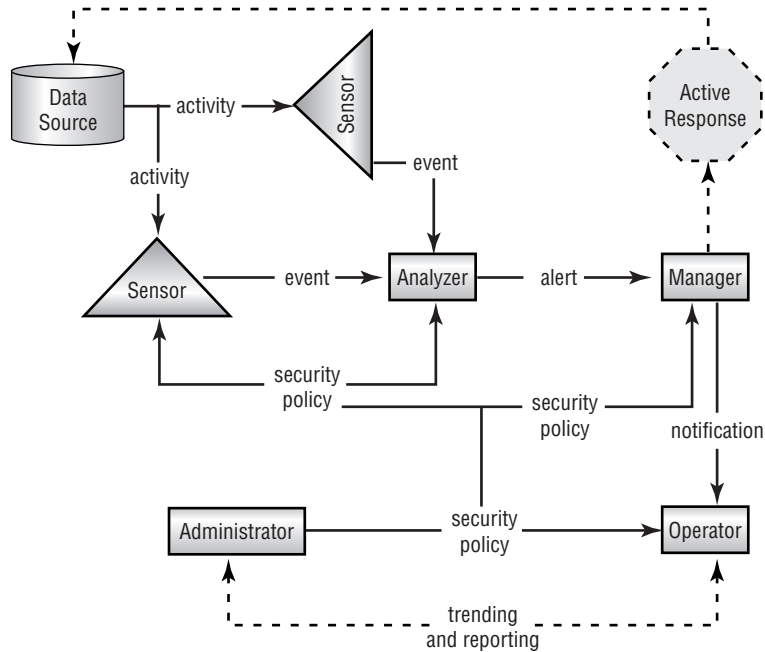 Data
Source
activity
Sensor
Active
Response
event
activity
Sensor
event
Analyzer
alert
Manager
security
policy
security
policy
notification
Administrator
security
policy
Operator
trending
and reporting